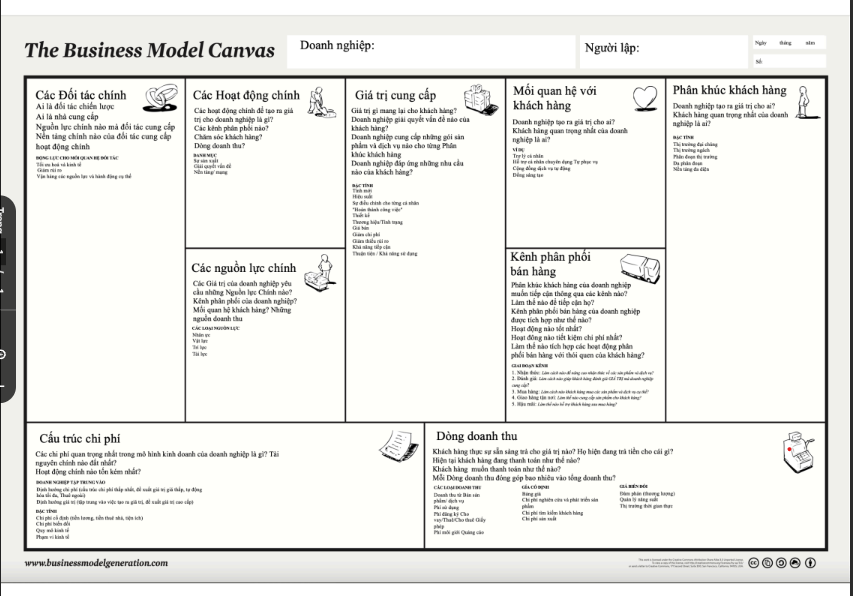 The Business Model Canvas
Doanh nghiệp:
Người lập:
Ngày tháng năm
Số
Các Đối tác chính
Ai là đối tác chiến lược
Ai là nhà cung cấp
Nguồn lực chính nào mà đối tác cung cấp
Nền tảng chính nào của đối tác cung cấp
hoạt động chính
ĐỘNG LỰC CHO MỐI QUAN HỆ ĐỐI TÁC
Tối ưu hoá và kinh tế
Giảm rủi ro
Vận hàng các nguồn lực và hành động cụ thể
Các Hoạt động chính
Các hoạt động chính để tạo ra giá
trị cho doanh nghiệp là gì?
Các kênh phân phối nào?
Chăm sóc khách hàng?
Dòng doanh thu?
DANH MỤC
Sự sản xuất
Giải quyết vấn đề
Nền tảng/ mạng
Các nguồn lực chính
Các Giá trị của doanh nghiệp yêu
cầu những Nguồn lực Chính nào?
Kênh phân phối của doanh nghiệp?
Mối quan hệ khách hàng? Những
nguồn doanh thu
CÁC LOẠI NGUỒN LỰC
Nhân ực
Vật lực
Trí lực
Tài lực
Giá trị cung cấp
Giá trị gì mang lại cho khách hàng?
Doanh nghiệp giải quyết vấn đề nào của
khách hàng?
Doanh nghiệp cung cấp những gói sản
phẩm và dịch vụ nào cho từng Phân
khúc khách hàng
Doanh nghiệp đáp ứng những nhu cầu
nào của khách hàng?
ĐẶC TÍNH
Tính mới
Hiệu suất
Sự điều chỉnh cho từng cá nhân
"Hoàn thành công việc"
Thiết kế
Thương hiệu/Tình trạng
Giá bán
Giảm chi phí
Giảm thiểu rủi ro
Khả năng tiếp cận
Thuận tiện / Khả năng sử dụng
Mối quan hệ với
khách hàng
Doanh nghiệp tạo ra giá trị cho ai?
Khách hàng quan trọng nhất của doanh
nghiệp là ai?
VÍ DỤ
Trợ lý cá nhân
Hỗ trợ cá nhân chuyên dụng Tự phục vụ
Cộng đồng dịch vụ tự động
Đồng sáng tạo
Kênh phân phối
bán hàng
Phân khúc khách hàng của doanh nghiệp
muốn tiếp cận thông qua các kênh nào?
Làm thế nào để tiếp cận họ?
Kênh phân phối bán hàng của doanh nghiệp
được tích hợp như thế nào?
Hoạt động nào tốt nhất?
Hoạt đông nào tiết kiệm chi phí nhất?
Làm thế nào tích hợp các hoạt động phân
phối bán hàng với thói quen của khách hàng?
GIAI ĐOẠN KÊNH
1. Nhận thức: Làm cách nào để nâng cao nhận thức về các sản phẩm và dịch vụ?
2. Đánh giá: Làm cách nào giúp khách hàng đánh giá GIÁ TRỊ mà doanh nghiệp
cung cấp?
3. Mua hàng: Làm cách nào khách hàng mua các sản phẩm và dịch vụ cụ thể?
4. Giao hàng tận nơi: Làm thế nào cung cấp sản phẩm cho khách hàng?
5. Hậu mãi: Làm thế nào hỗ trợ khách hàng sau mua hàng?
Phân khúc khách hàng
Doanh nghiệp tạo ra giá trị cho ai?
Khách hàng quan trọng nhất của doanh
nghiệp là ai?
ĐẶC TÍNH
Thị trường đại chúng
Thị trường ngách
Phân đoạn thị trường
Đa phân đoạn
Nền tảng đa diện
Cấu trúc chi phí
Các chi phí quan trọng nhất trong mô hình kinh doanh của doanh nghiệp là gì? Tài
nguyên chính nào đắt nhất?
Hoạt động chính nào tốn kém nhất?
DOANH NGHIỆP TẬP TRUNG VÀO
Định hướng chi phí (cấu trúc chi phí thấp nhất, đề xuất giá trị giá thấp, tự động
hóa tối đa, Thuê ngoài)
Định hướng giá trị (tập trung vào việc tạo ra giá trị, đề xuất giá trị cao cấp)
ĐẶC TÍNH
Chi phí cố định (tiền lương, tiền thuê nhà, tiện ích)
Chi phí biến đổi
Quy mô kinh tế
Phạm vi kinh tế
Dòng doanh thu
Khách hàng thực sự sẵn sàng trả cho giá trị nào? Họ hiện đang trả tiền cho cái gì?
Hiện tại khách hàng đang thanh toán như thế nào?
Khách hàng muốn thanh toán như thế nào?
Mỗi Dòng doanh thu đóng góp bao nhiêu vào tổng doanh thu?
CÁC LOẠI DOANH THU
Doanh thu từ Bán sản
phẩm/ dịch vụ
Phí sử dụng
Phí đăng ký Cho
vay/Thuê/Cho thuê Giấy
phép
Phí môi giới Quảng cáo
GIÁ CỐ ĐỊNH
Bảng giá
Chi phí nghiên cứu và phát triển sản
phẩm
Chi phí tìm kiếm khách hàng
Chi phí sản xuất
GIÁ BIẾN ĐỔI
Đàm phán (thương lượng)
Quản lý năng suất
Thị trường thời gian thực
www.businessmodelgeneration.com